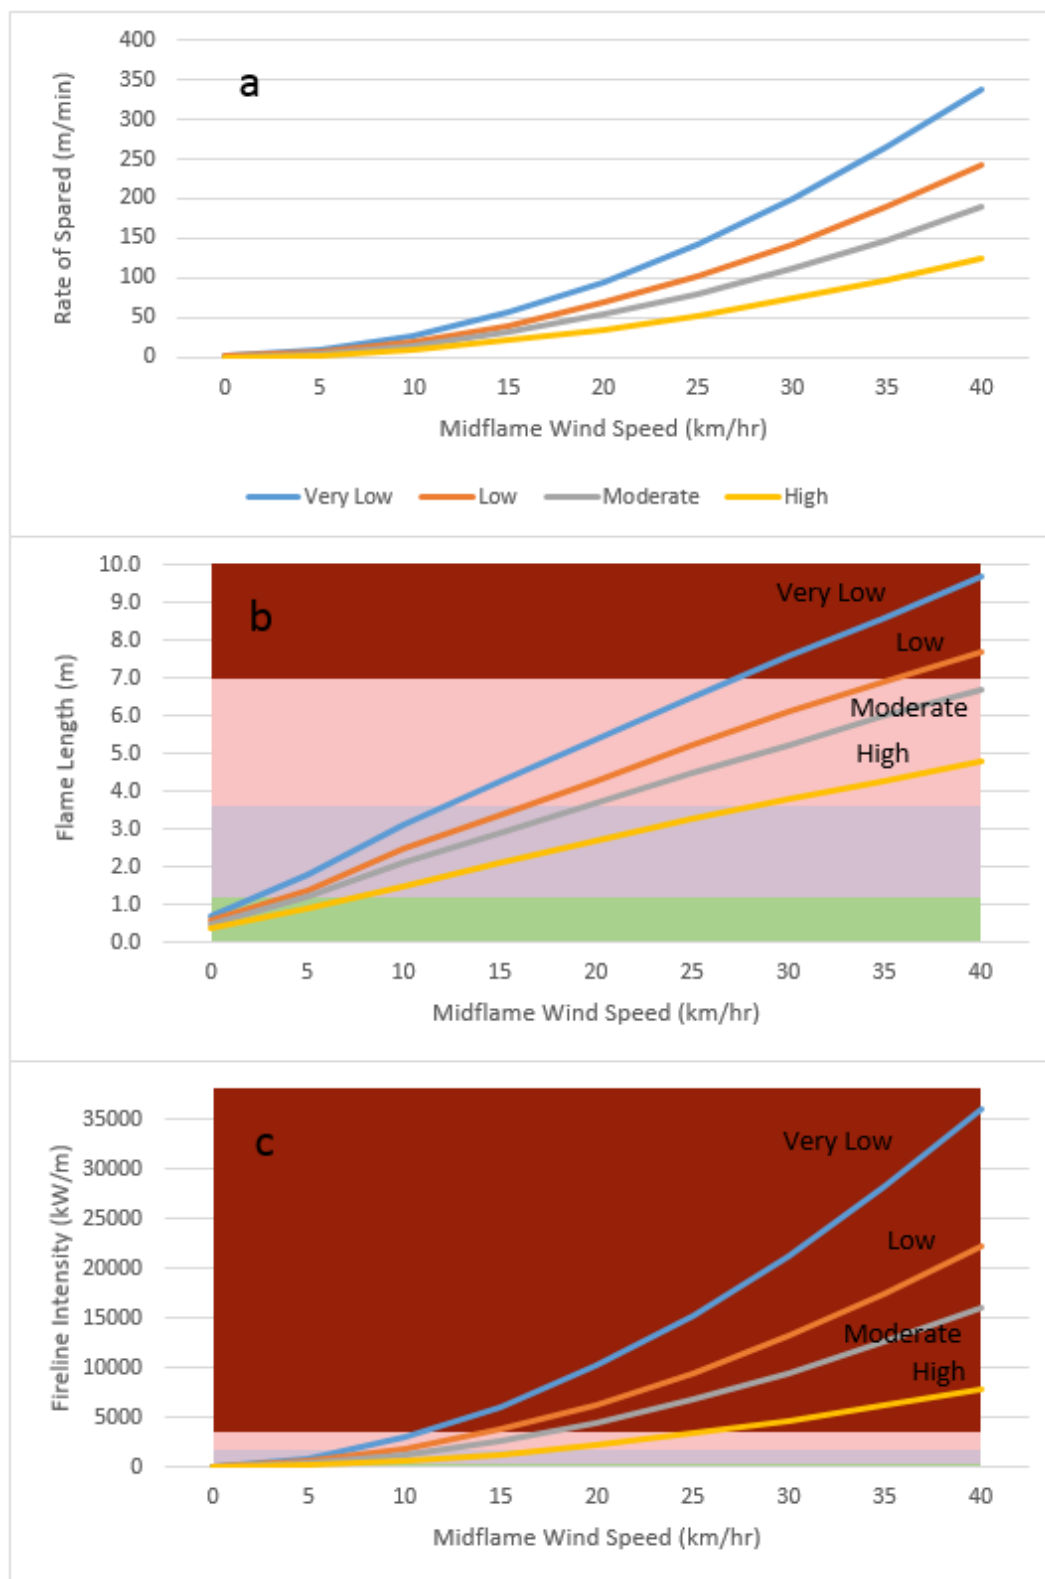 400
350
300
250
200
150
100
50
0
Rate of Spared (m/min)
a
0 5 10 15 20 25 30 35 40
Midflame Wind Speed (km/hr)
Very Low Low Moderate High
10.0
9.0
8.0
7.0
6.0
5.0
4.0
3.0
2.0
1.0
0.0
Flame Length (m)
b
Very Low
Low
Moderate
High
0 5 10 15 20 25 30 35 40
Midflame Wind Speed (km/hr)
35000
30000
25000
20000
15000
10000
5000
0
Fireline Intensity (kW/m)
c
Very Low
Low
Moderate
High
0 5 10 15 20 25 30 35 40
Midflame Wind Speed (km/hr)